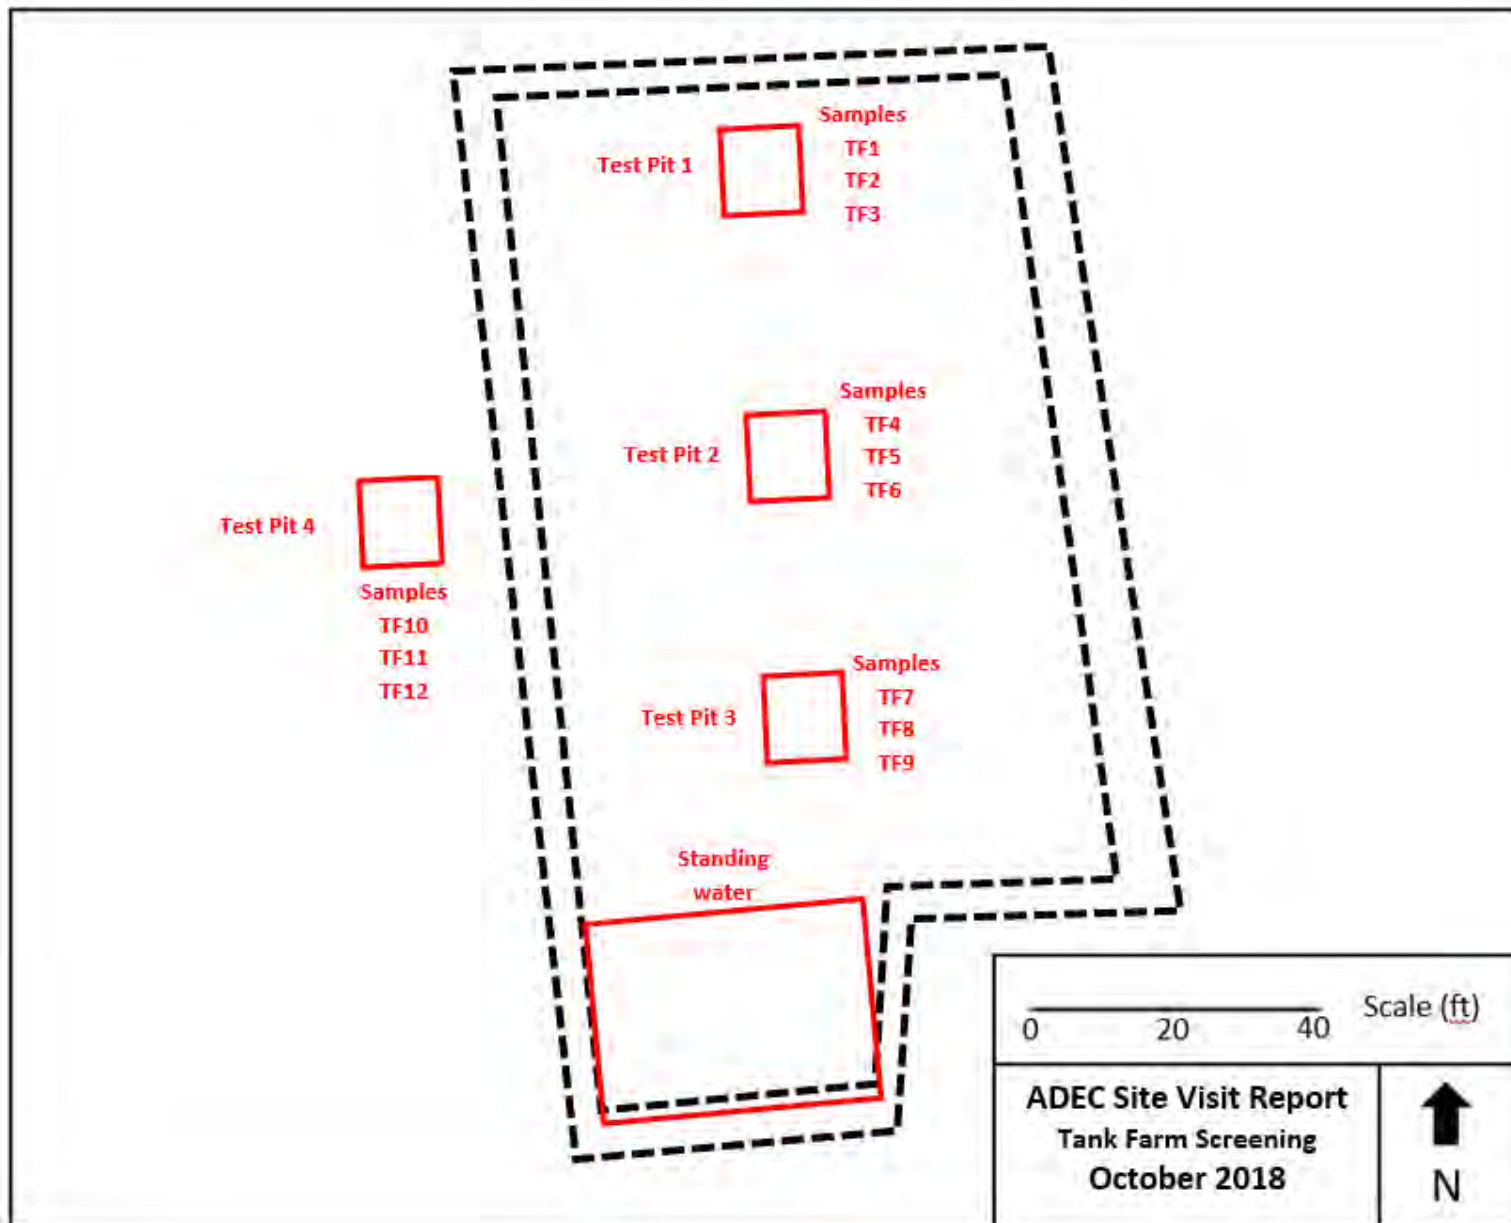 Samples
Test Pit 1
TF1
TF2
TF3
Samples
Test Pit 2
TF4
TF5
TF6
Test Pit 4
Samples
TF10
TF11
TF12
Samples
Test Pit 3
TF7
TF8
TF9
Standing
water
0 20 40 Scale (ft)
ADEC Site Visit Report
Tank Farm Screening
October 2018
N